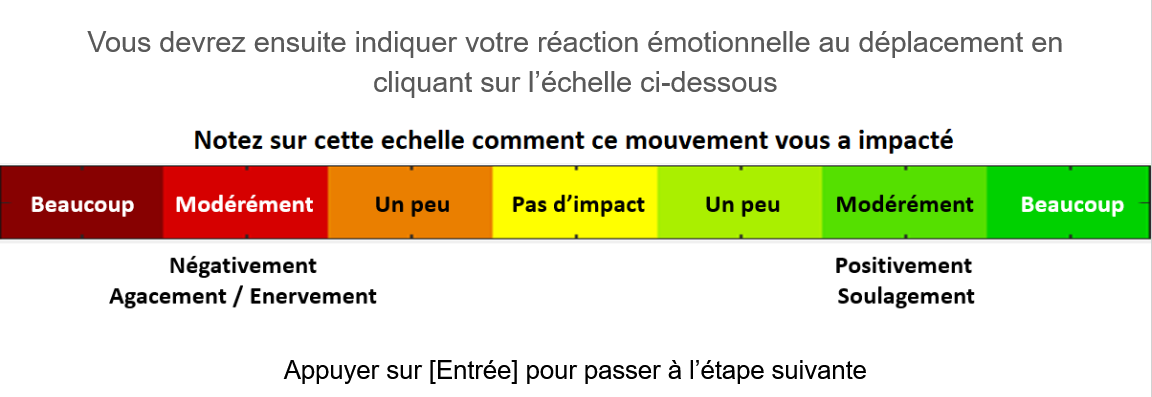 Vous devrez ensuite indiquer votre réaction émotionnelle au déplacement en
cliquant sur l’échelle ci-dessous
Notez sur cette echelle comment ce mouvement vous a impacté
Beaucoup Modérément Un peu Pas d’impact Un peu Modérément Beaucoup
Négativement Positivement
Agacement / Enervement Soulagement
Appuyer sur [Entrée] pour passer à l’étape suivante